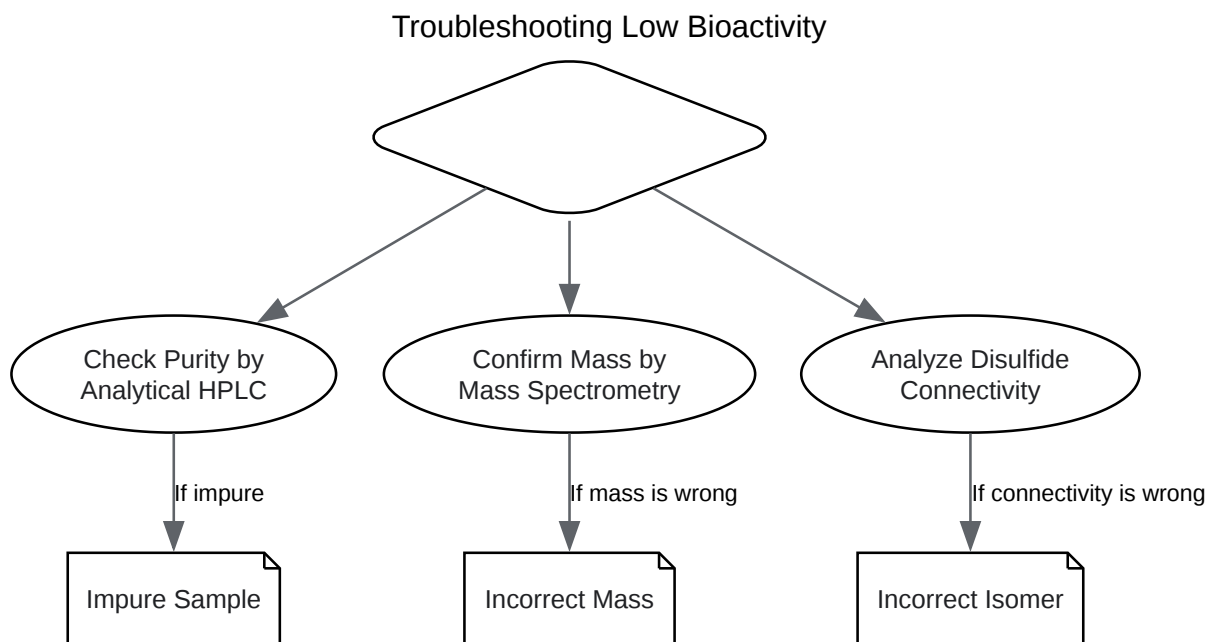 Troubleshooting Low Bioactivity
Check Purity by
Analytical HPLC
Confirm Mass by
Mass Spectrometry
Analyze Disulfide
Connectivity
If impure
If mass is wrong
If connectivity is wrong
Impure Sample
Incorrect Mass
Incorrect Isomer